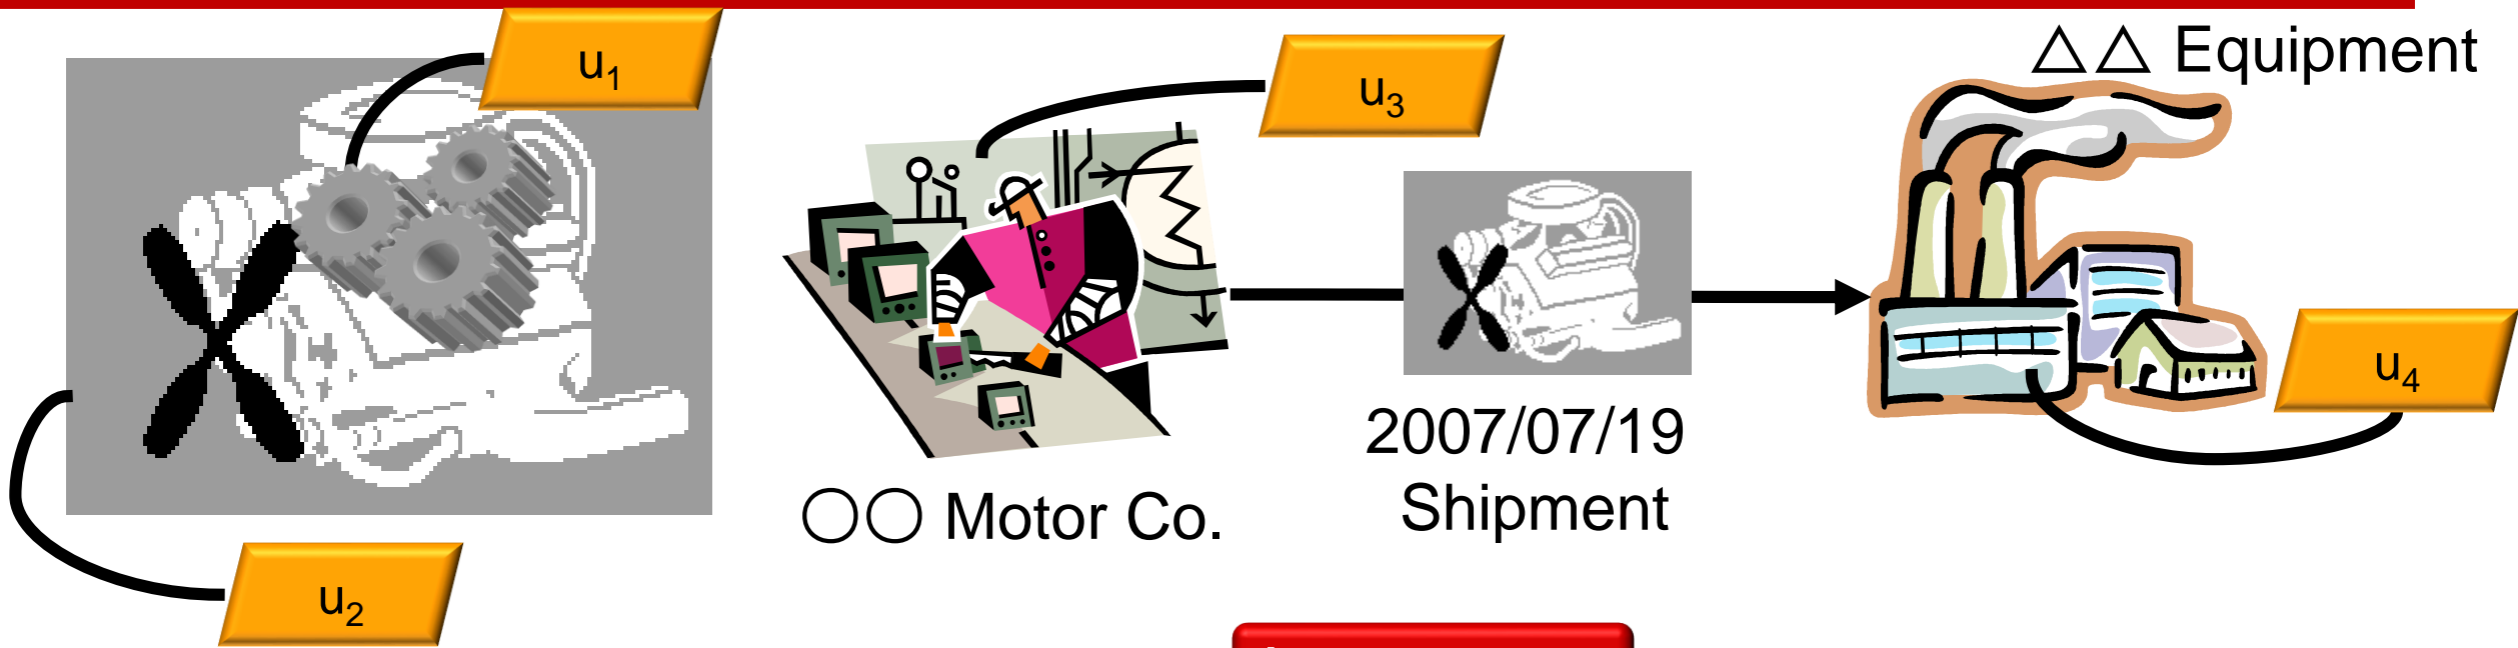 u₁
u₃
△△ Equipment
u₄
2007/07/19
Shipment
○○ Motor Co.
u₂